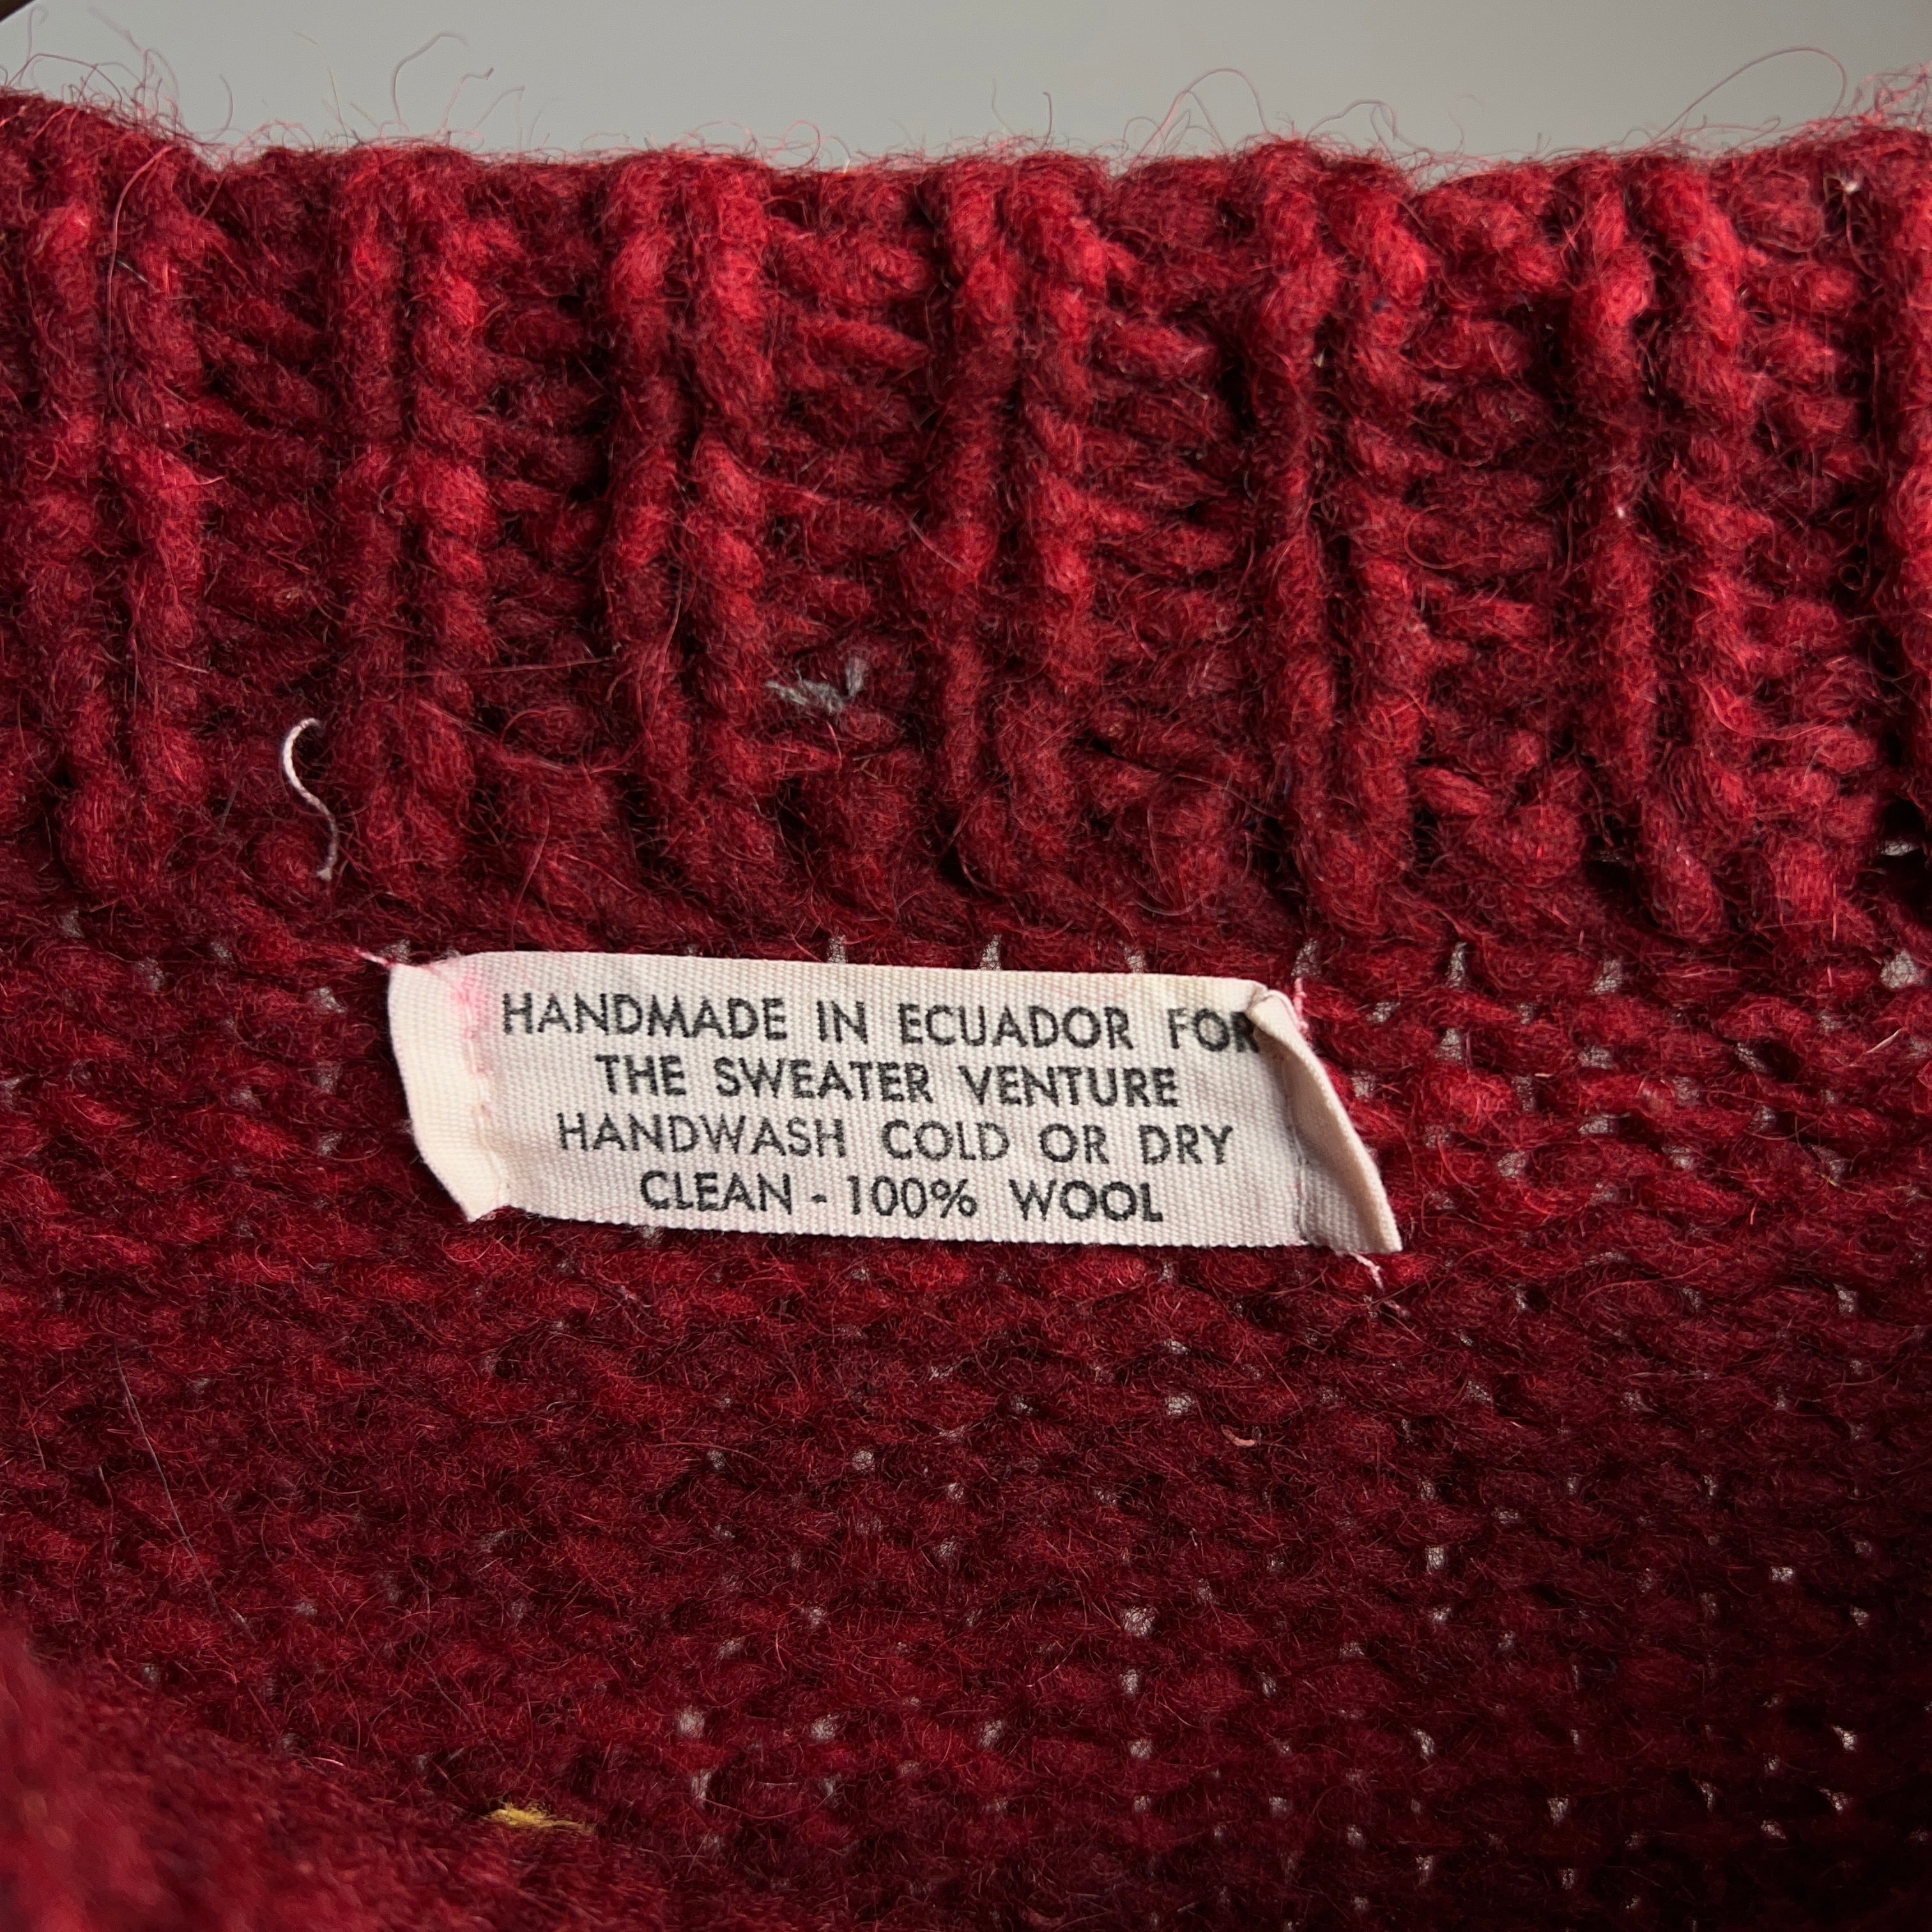 HANDMADE IN ECUADOR FOR
THE SWEATER VENTURE
HANDWASH COLD OR DRY
CLEAN - 100% WOOL